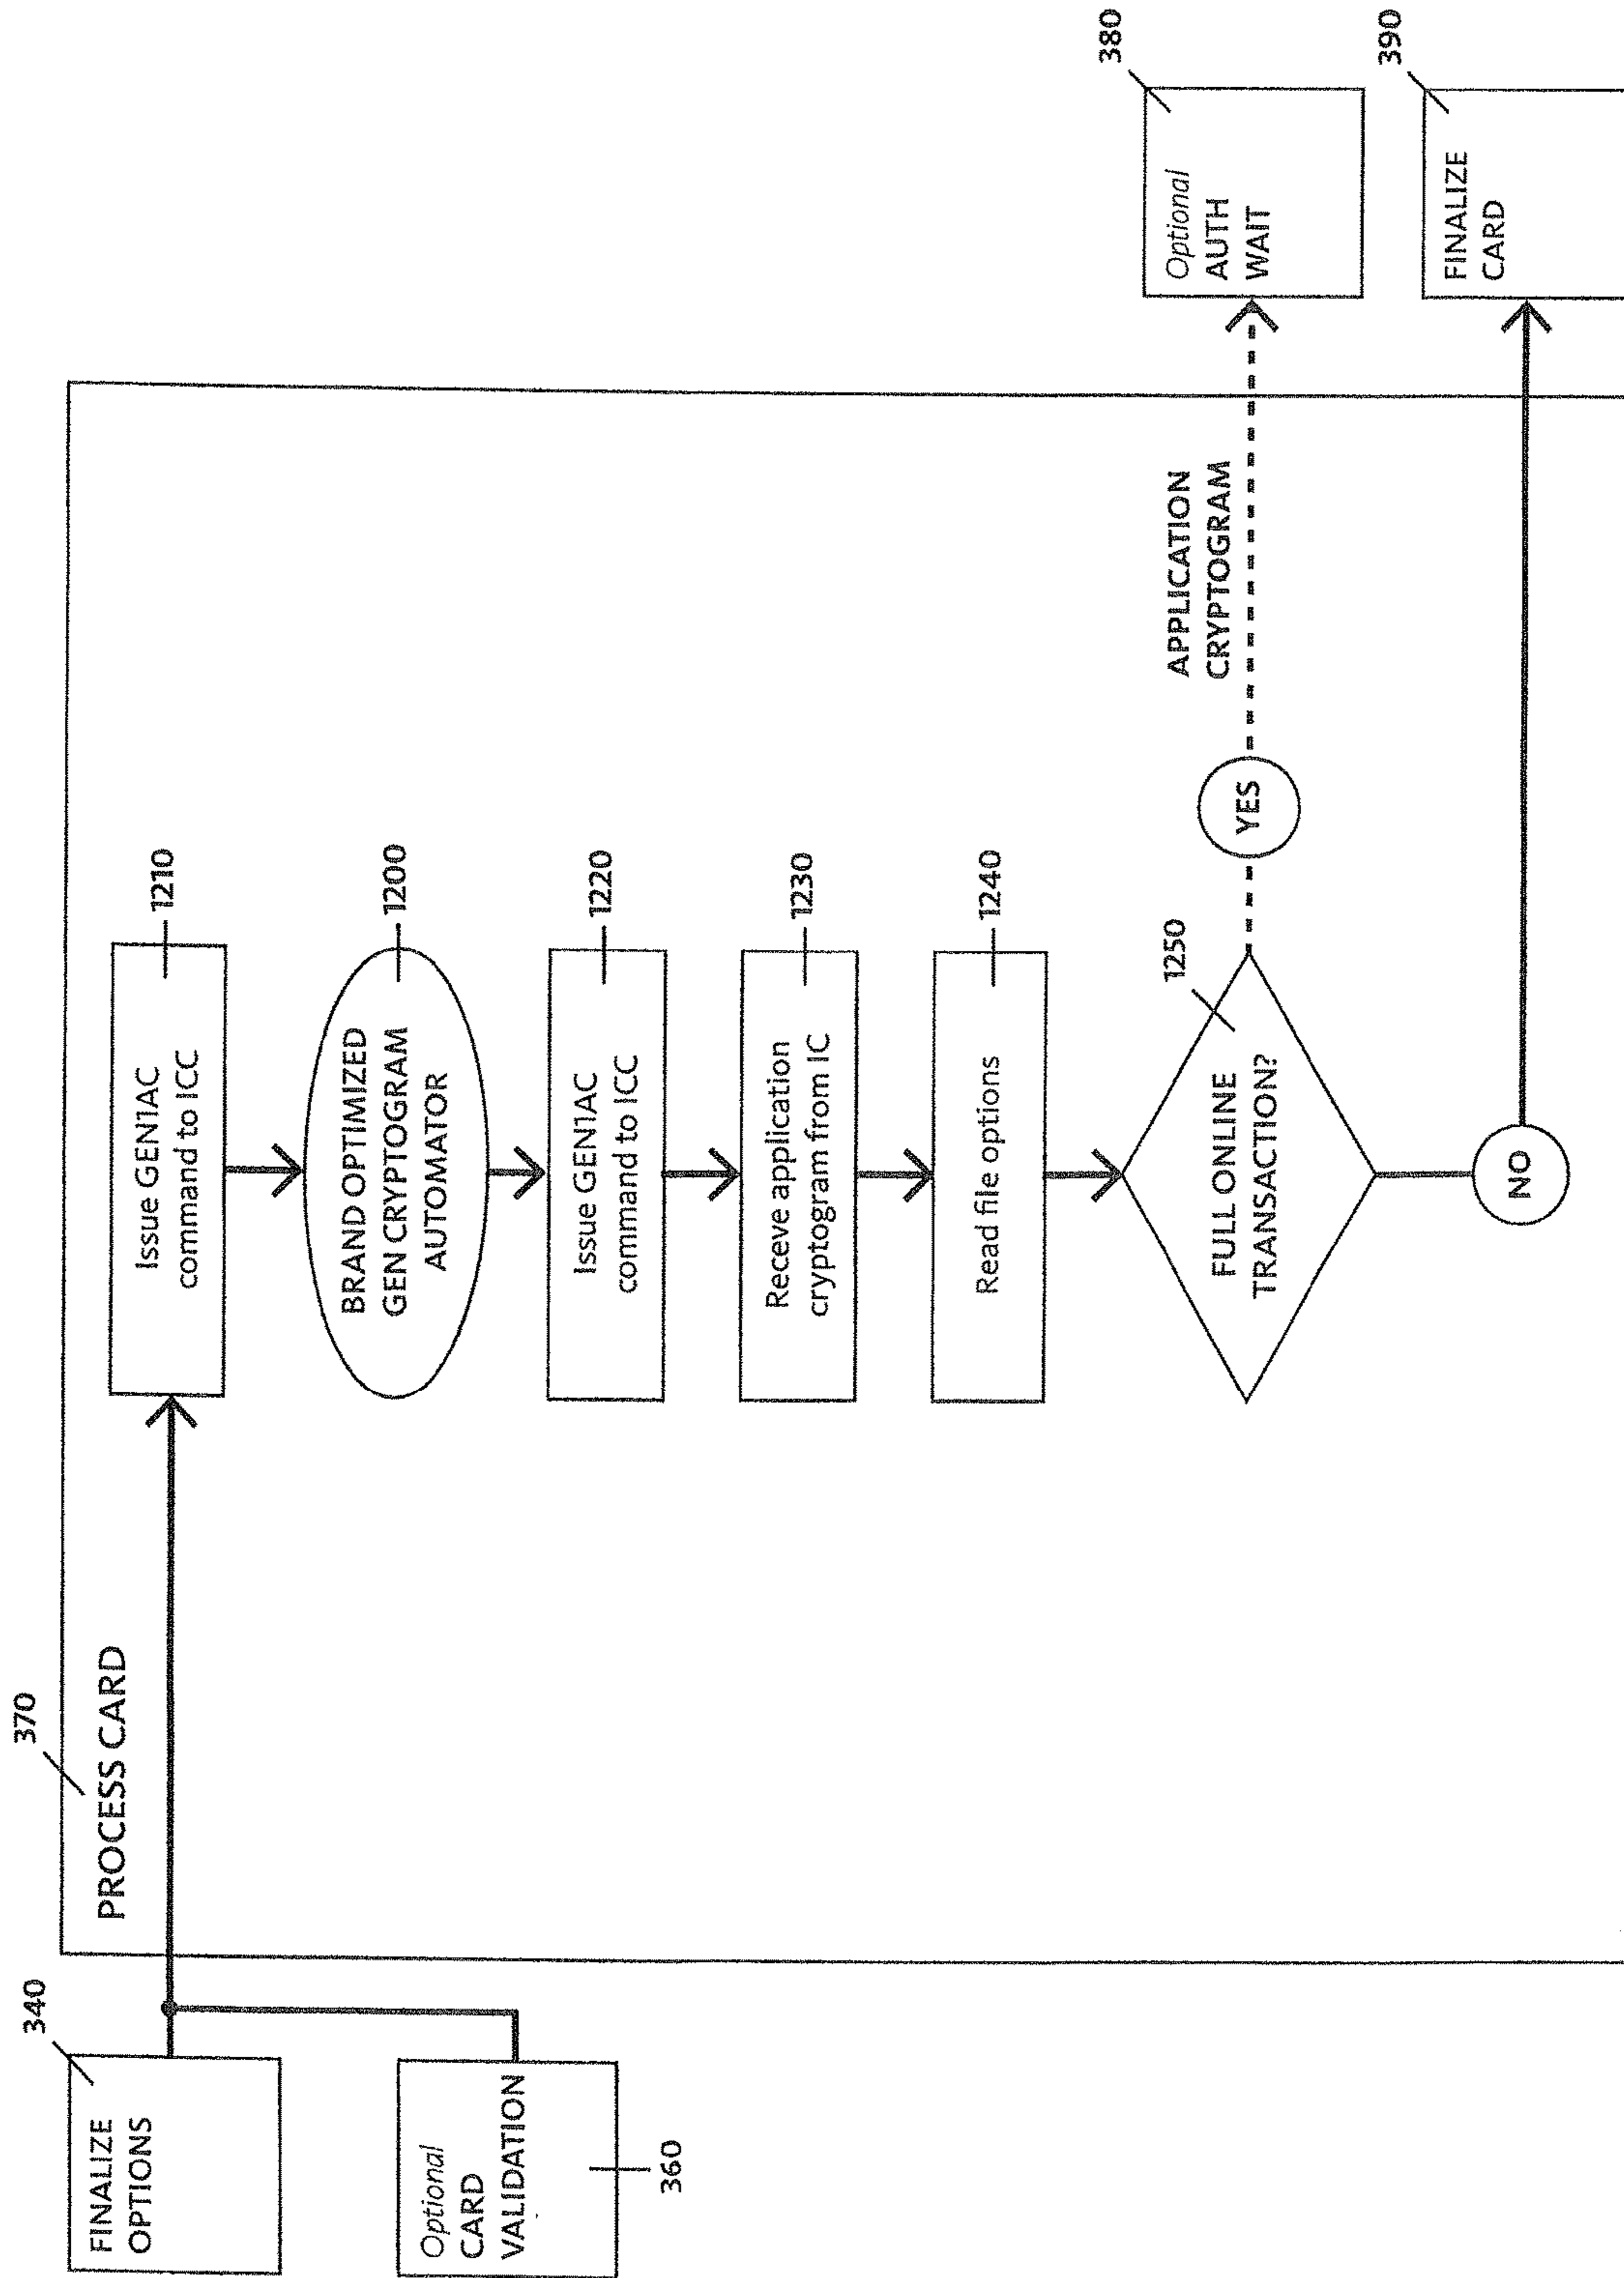 340
FINALIZE
OPTIONS
Optional
CARD
VALIDATION
360
370
PROCESS CARD
Issue GEN1AC
command to ICC
1210
BRAND OPTIMIZED
GEN CRYPTOGRAM
AUTOMATOR
1200
Issue GEN1AC
command to ICC
1220
Receve application
cryptogram from IC
1230
Read file options
1240
FULL ONLINE
TRANSACTION?
1250
YES
NO
APPLICATION
CRYPTOGRAM
380
Optional
AUTH
WAIT
390
FINALIZE
CARD